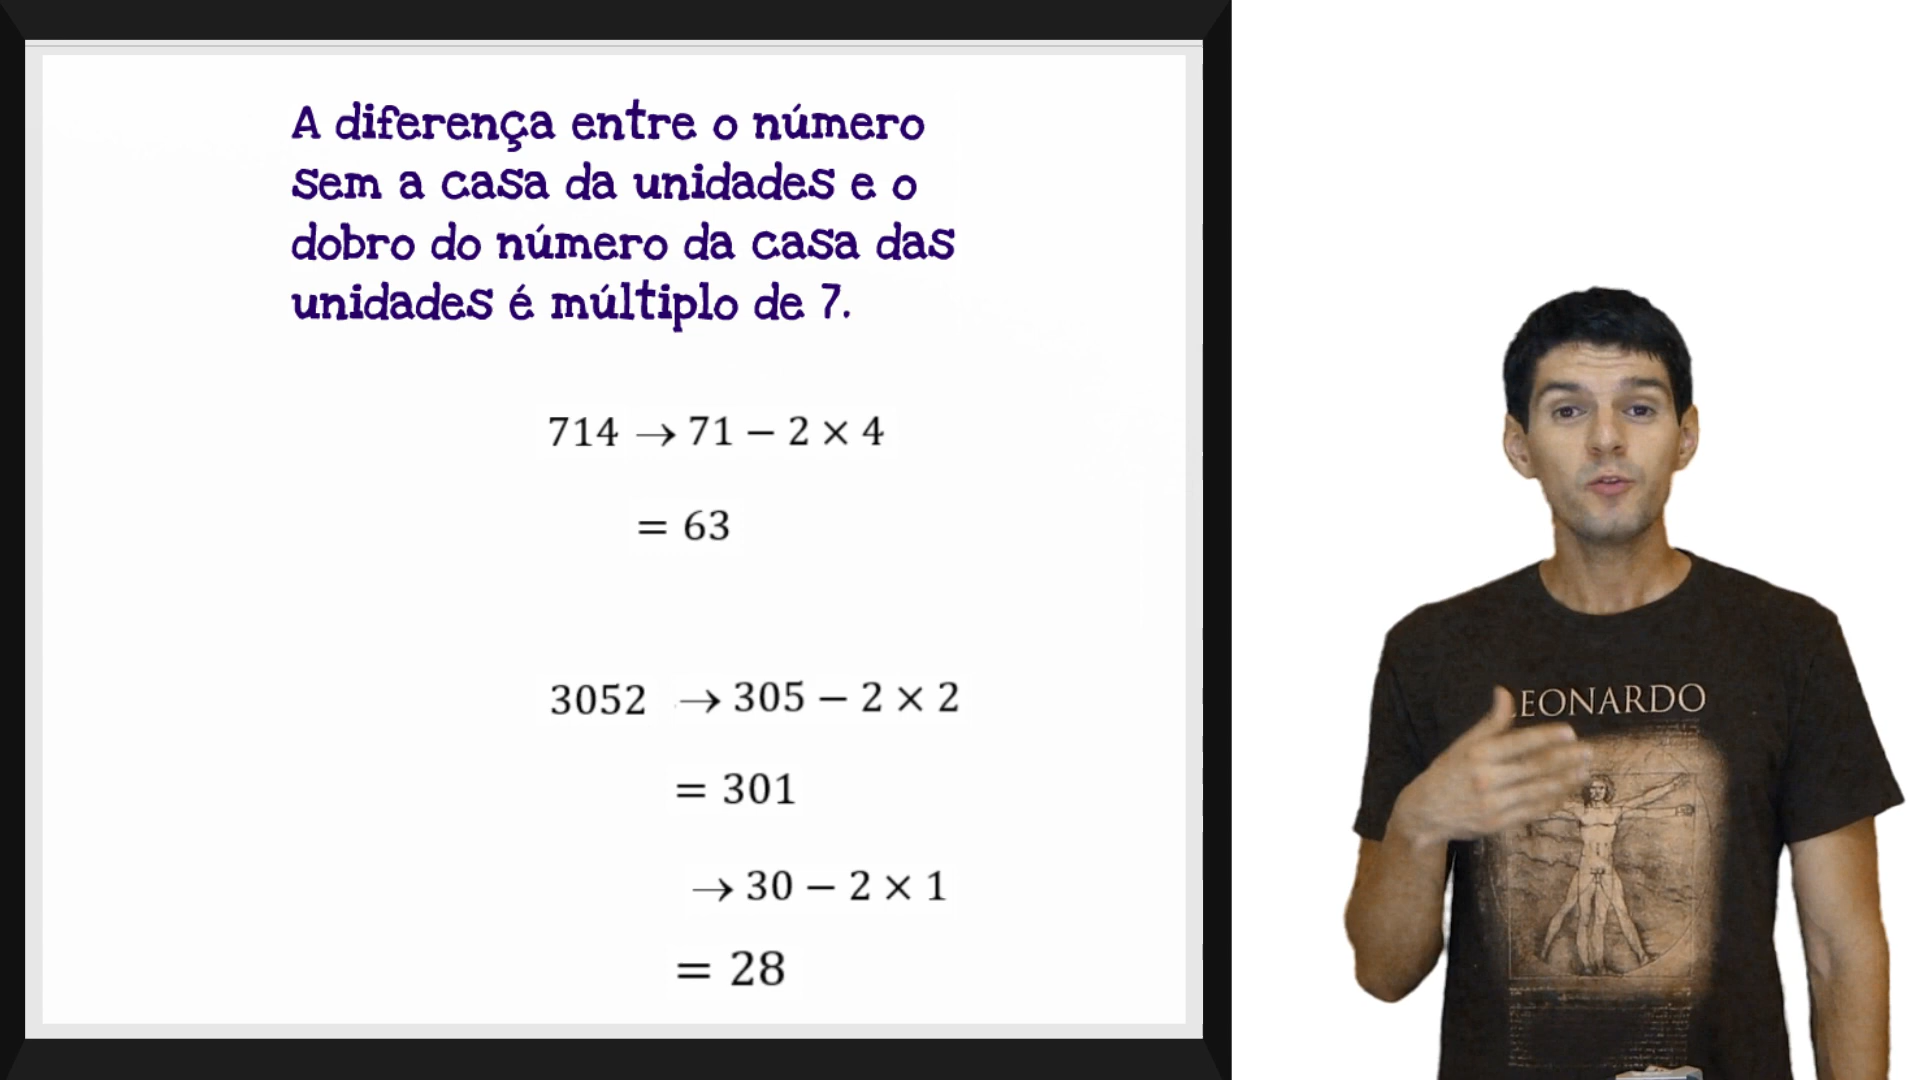 A diferença entre o número
sem a casa da unidades e o
dobro do número da casa das
unidades é múltiplo de 7.
714 → 71 − 2 × 4
= 63
3052 → 305 − 2 × 2
= 301
→ 30 − 2 × 1
= 28
LEONARDO